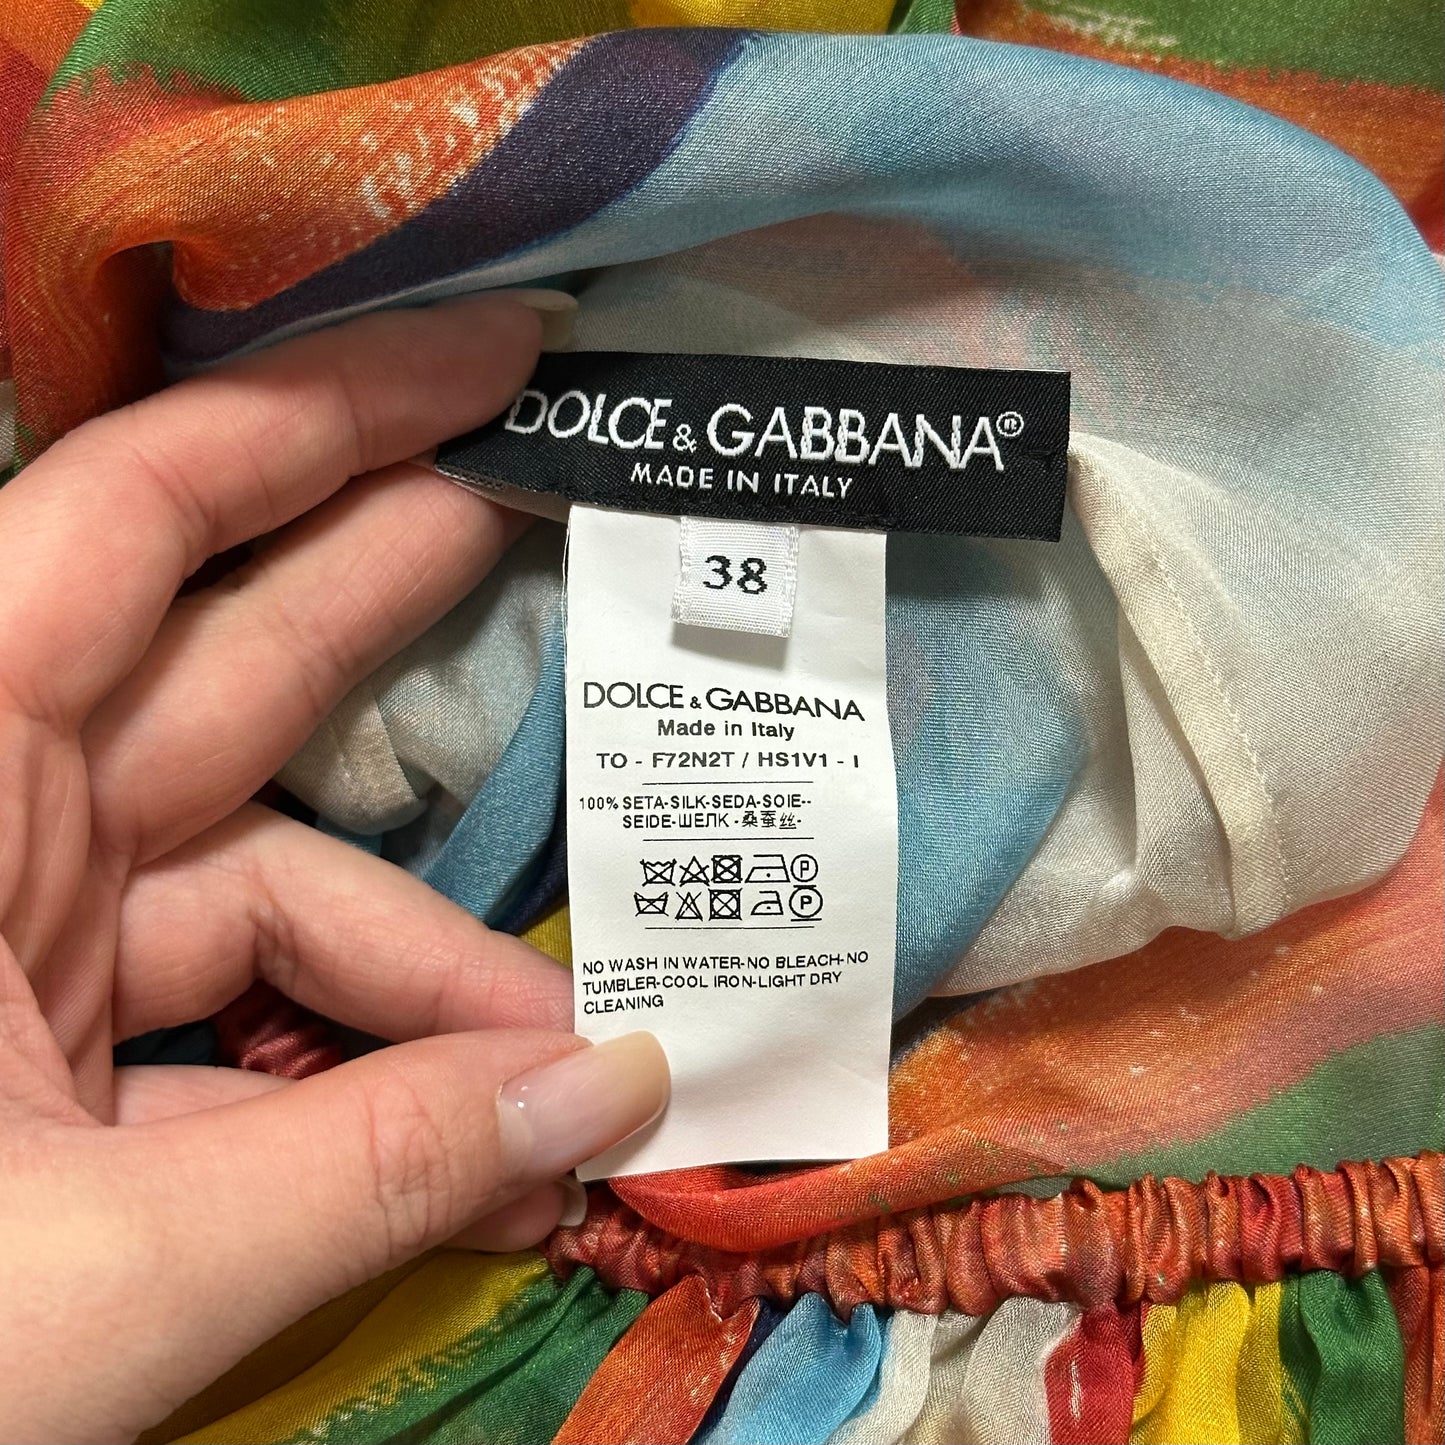 DOLCE & GABBANA®
MADE IN ITALY
38
DOLCE & GABBANA
Made in Italy
TO - F72N2T / HS1V1 - I
100% SETA-SILK-SEDA-SOIE--
SEIDE-ШЕЛК -桑蚕丝-
P
P
NO WASH IN WATER-NO BLEACH-NO
TUMBLER-COOL IRON-LIGHT DRY
CLEANING